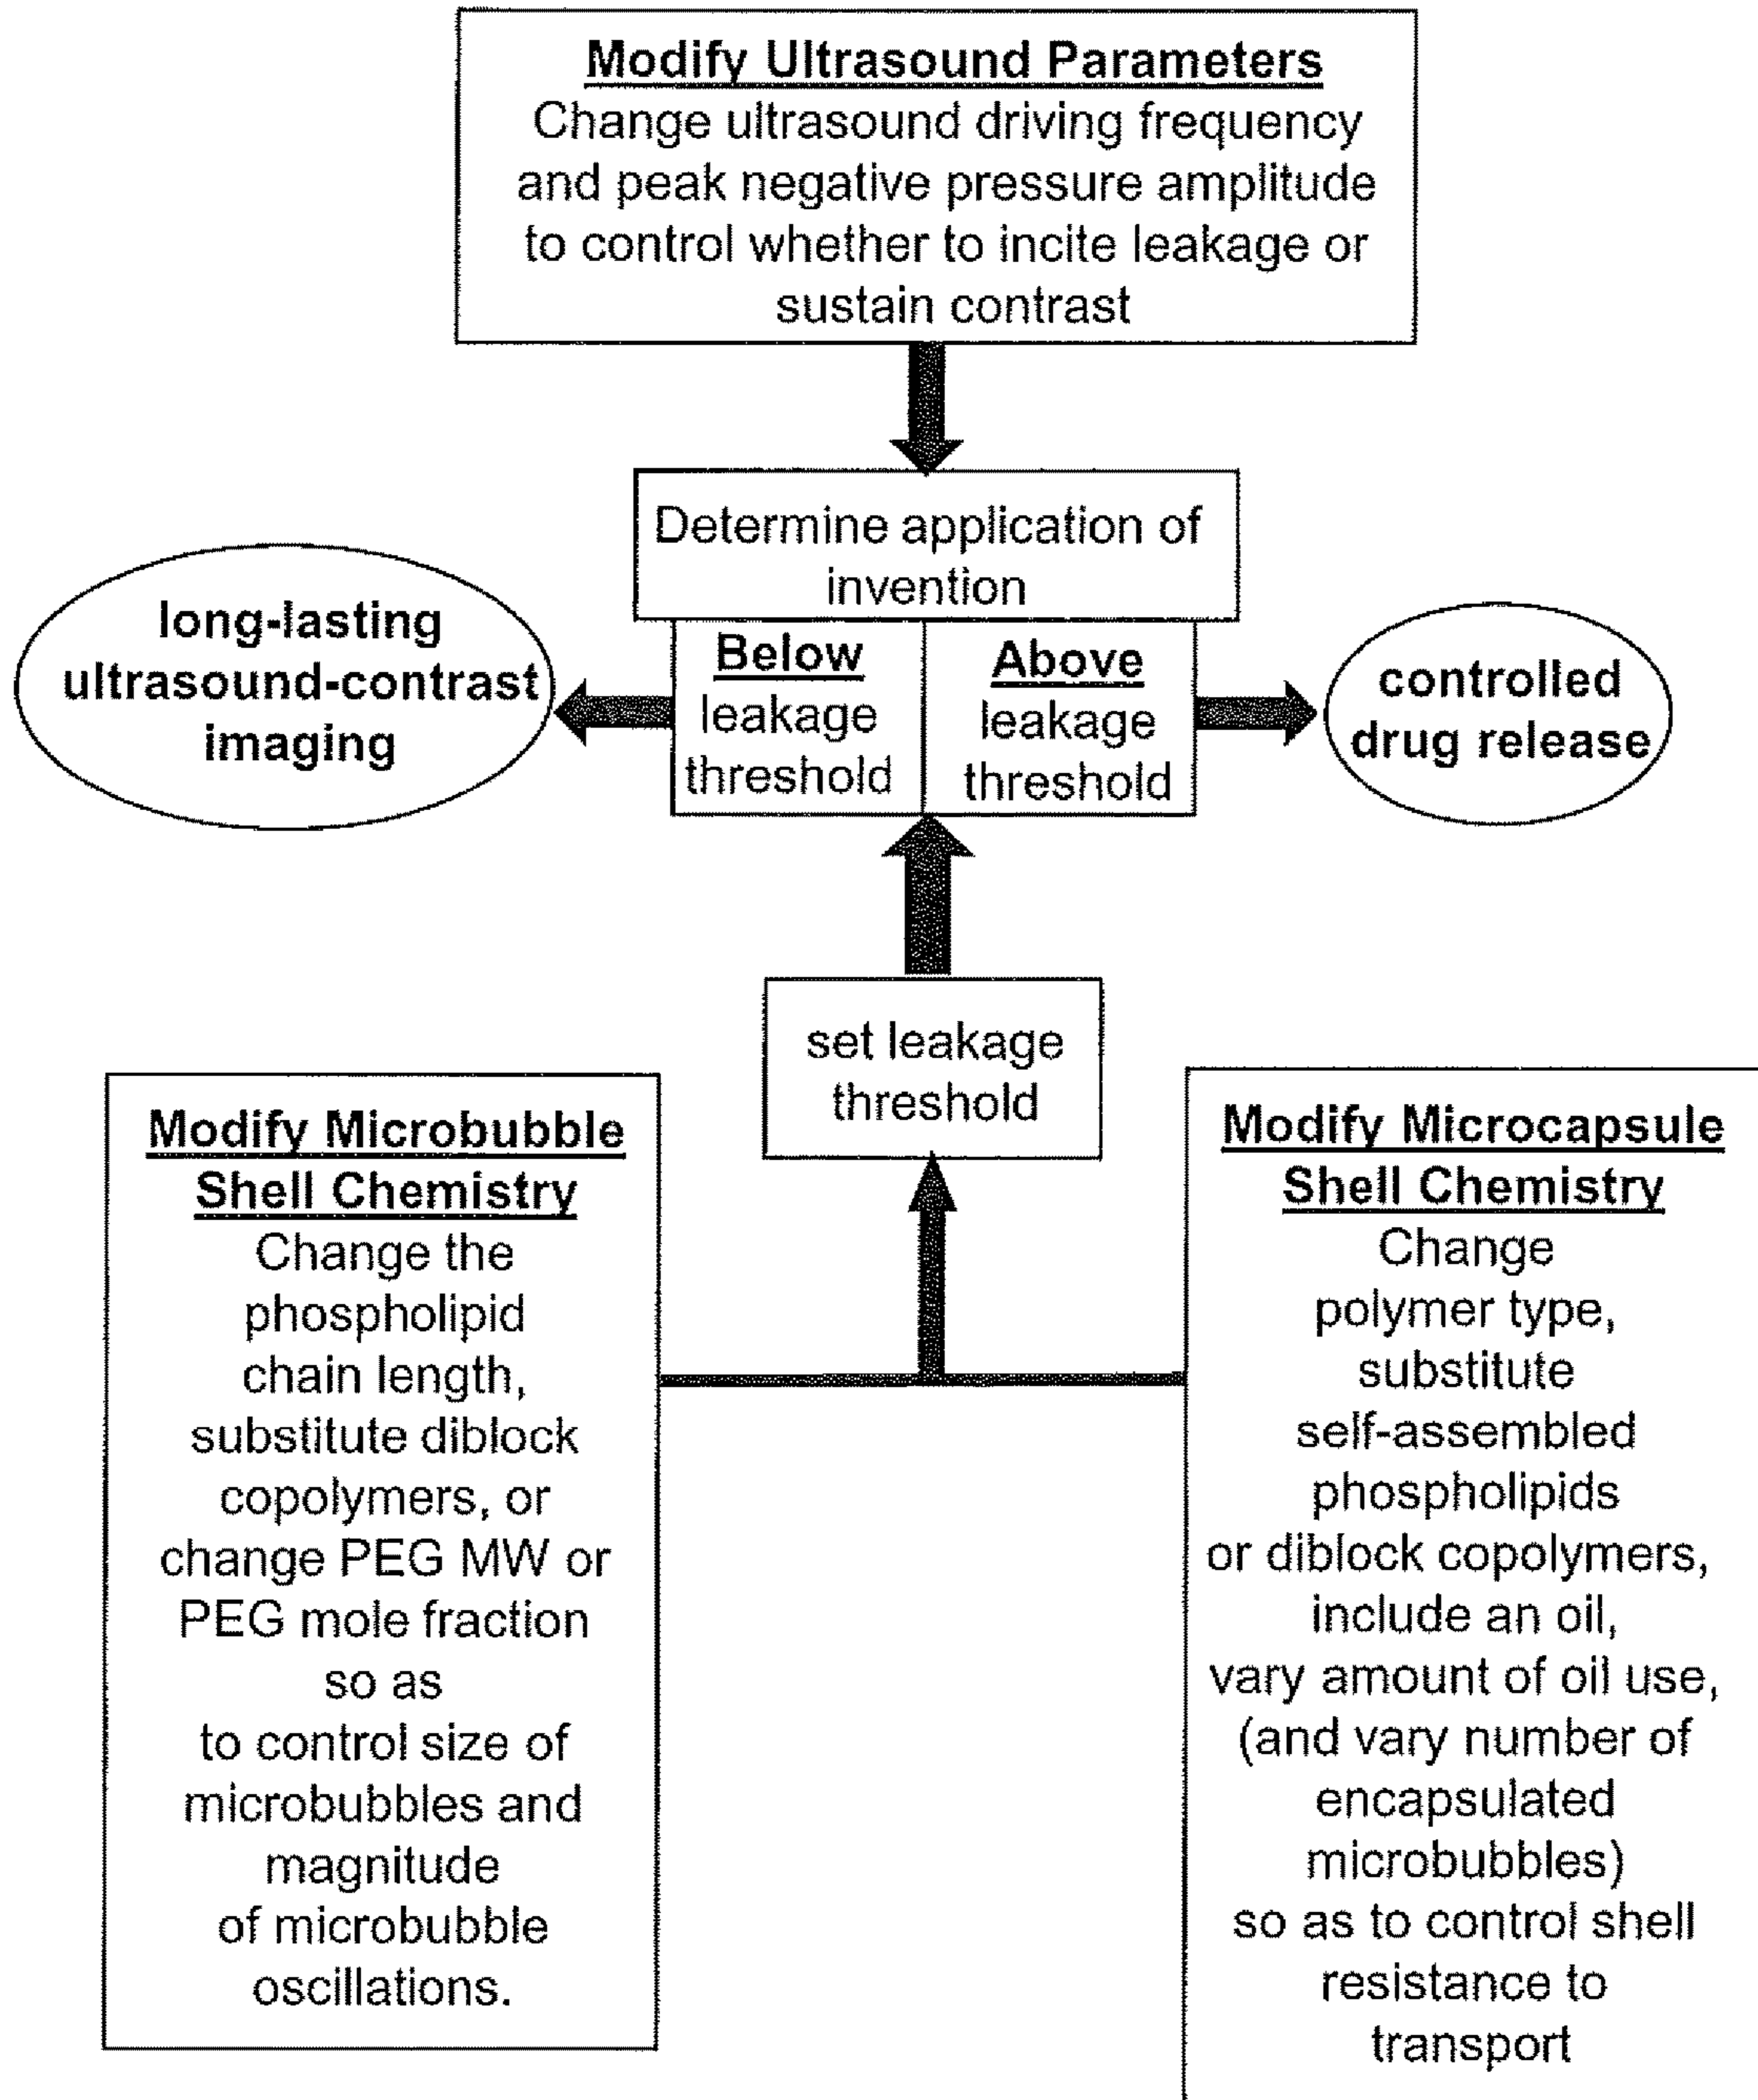 Modify Ultrasound Parameters
Change ultrasound driving frequency
and peak negative pressure amplitude
to control whether to incite leakage or
sustain contrast
Determine application of
invention
long-lasting
ultrasound-contrast
imaging
Below
leakage
threshold
Above
leakage
threshold
controlled
drug release
set leakage
threshold
Modify Microbubble
Shell Chemistry
Change the
phospholipid
chain length,
substitute diblock
copolymers, or
change PEG MW or
PEG mole fraction
so as
to control size of
microbubbles and
magnitude
of microbubble
oscillations.
Modify Microcapsule
Shell Chemistry
Change
polymer type,
substitute
self-assembled
phospholipids
or diblock copolymers,
include an oil,
vary amount of oil use,
(and vary number of
encapsulated
microbubbles)
so as to control shell
resistance to
transport